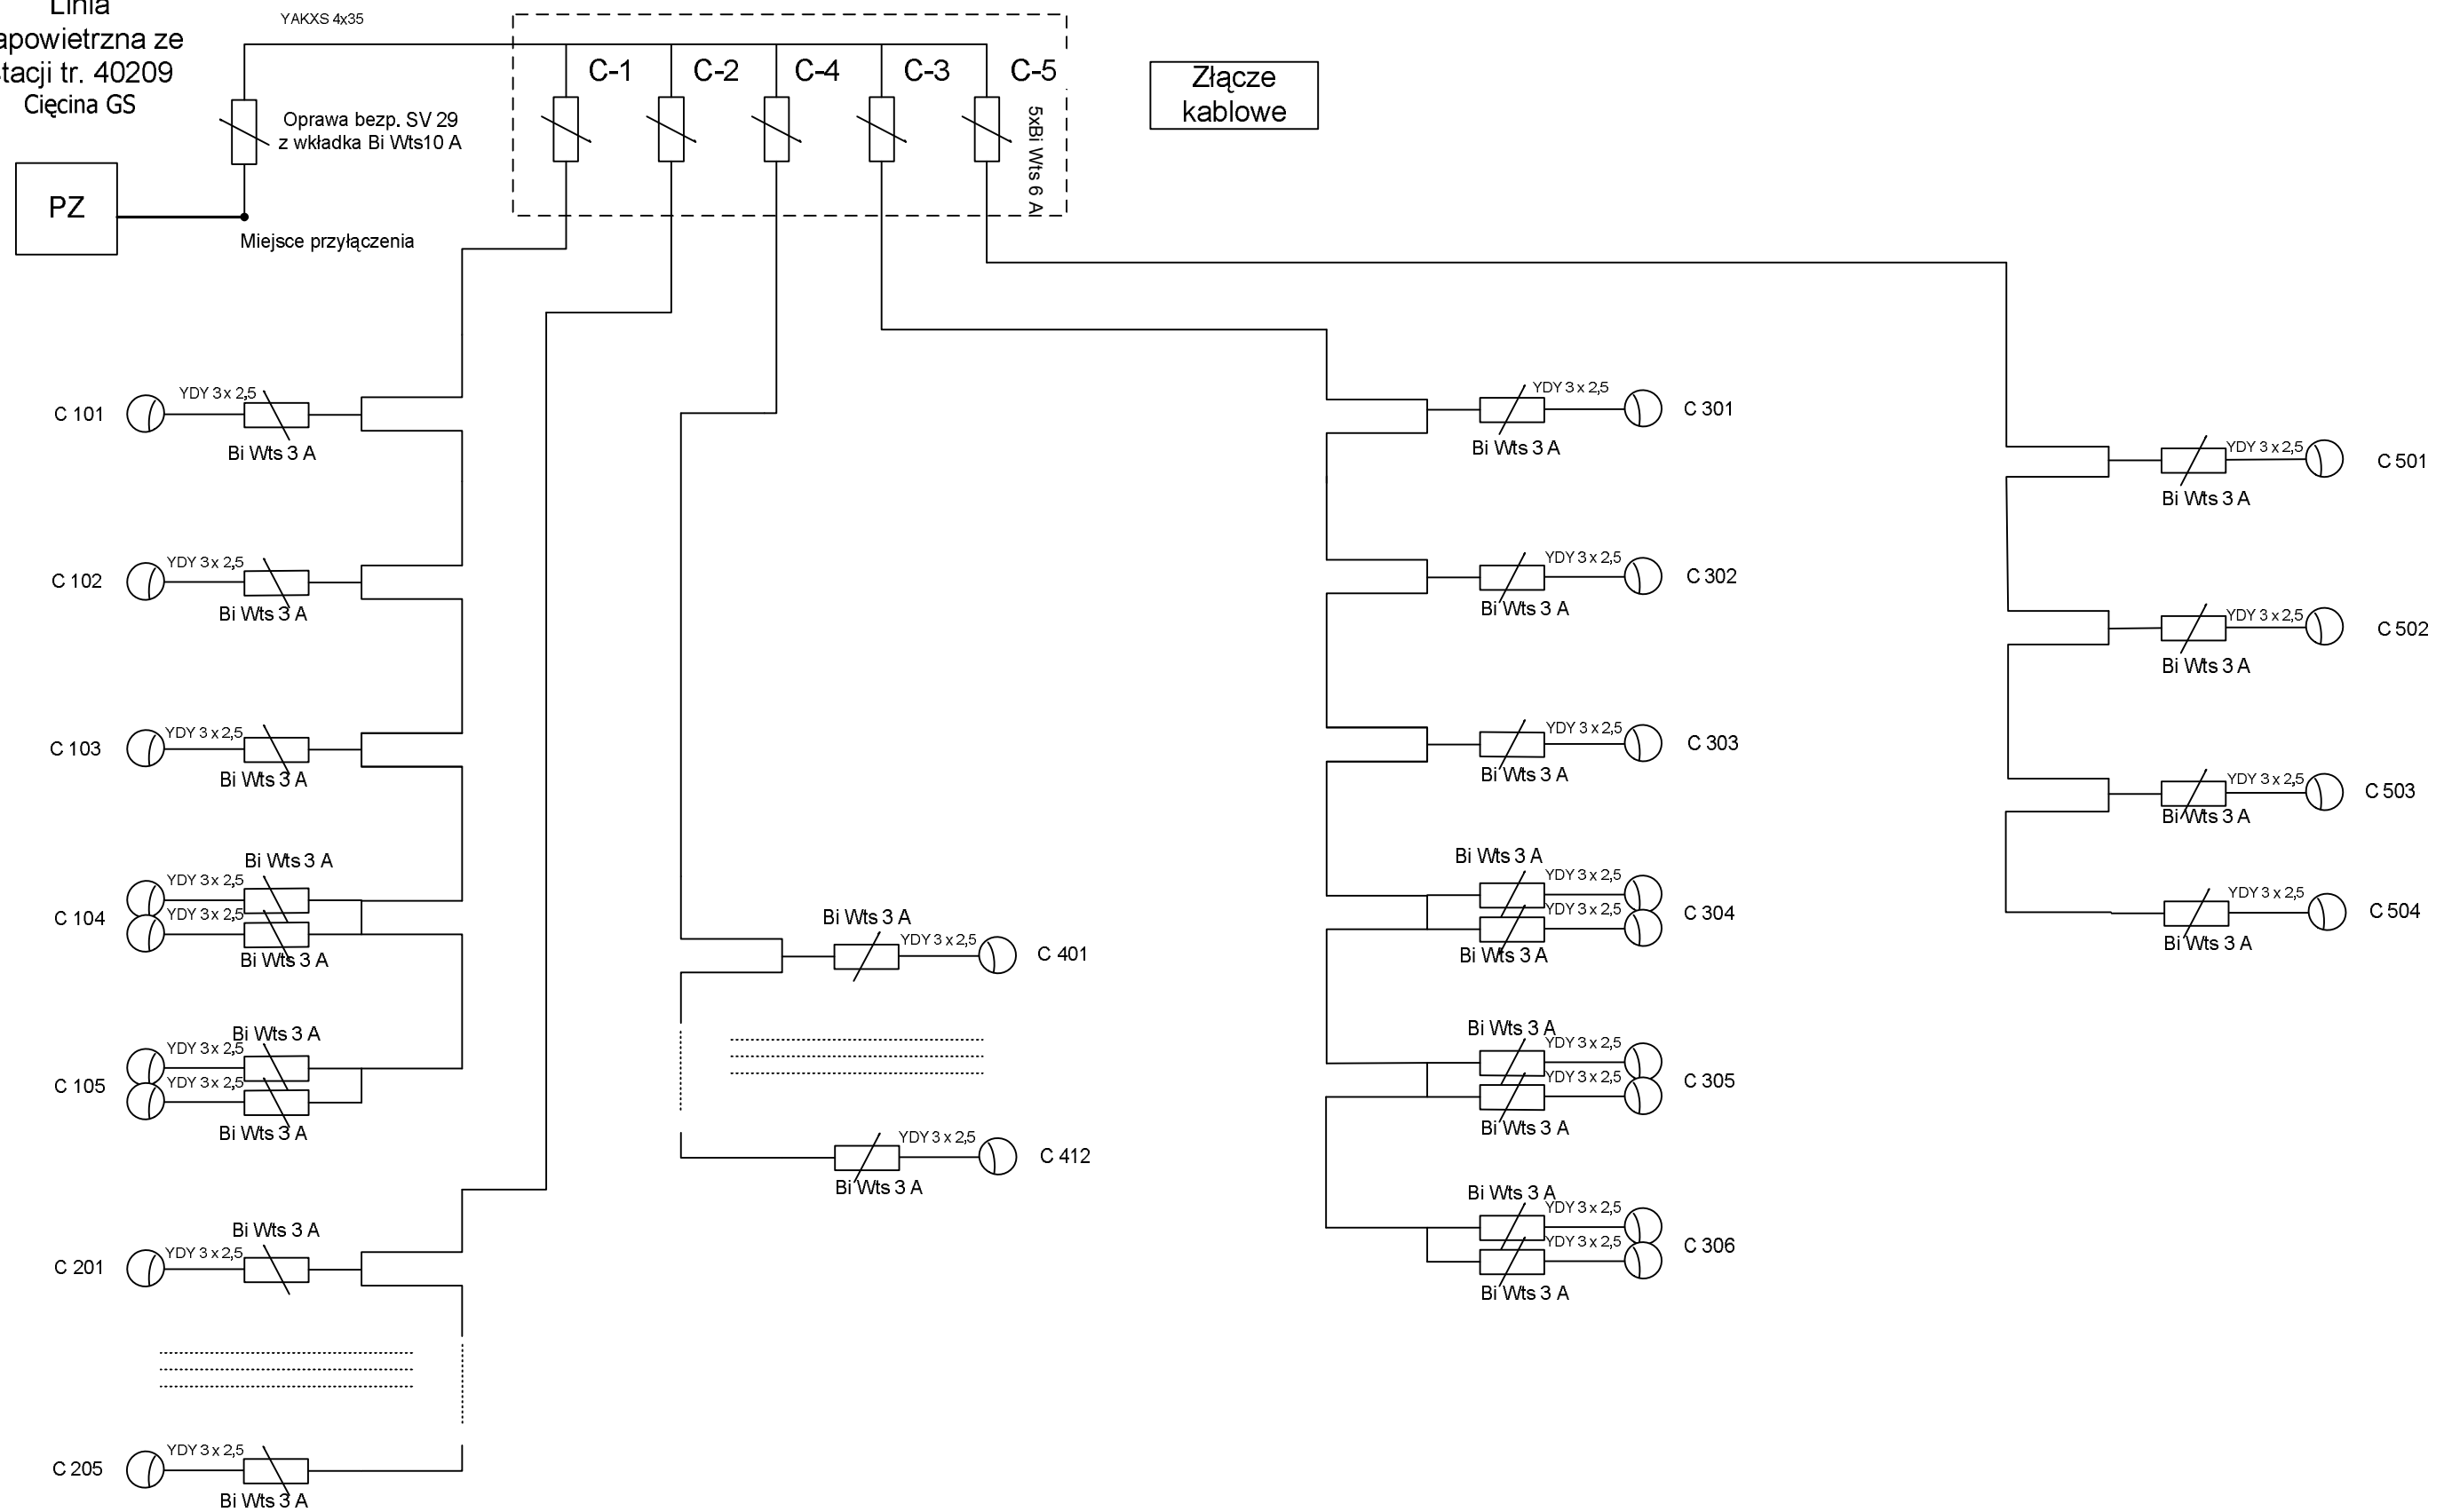 Linia
apowietrzna ze
tacji tr. 40209
Cięcina GS
YAKXS 4x35
Oprawa bezp. SV 29
z wkładka Bi Wts10 A
PZ
Miejsce przyłączenia
C-1
C-2
C-4
C-3
C-5
5xBi Wts 6 A
Złącze
kablowe
C 101
YDY 3 x 2,5
Bi Wts 3 A
C 102
YDY 3 x 2,5
Bi Wts 3 A
C 103
YDY 3 x 2,5
Bi Wts 3 A
Bi Wts 3 A
YDY 3 x 2,5
C 104
YDY 3 x 2,5
Bi Wts 3 A
Bi Wts 3 A
YDY 3 x 2,5
C 105
YDY 3 x 2,5
Bi Wts 3 A
Bi Wts 3 A
YDY 3 x 2,5
C 201
YDY 3 x 2,5
C 205
Bi Wts 3 A
Bi Wts 3 A
YDY 3 x 2,5
C 401
YDY 3 x 2,5
C 412
Bi Wts 3 A
YDY 3 x 2,5
C 301
Bi Wts 3 A
YDY 3 x 2,5
C 302
Bi Wts 3 A
YDY 3 x 2,5
C 303
Bi Wts 3 A
Bi Wts 3 A
YDY 3 x 2,5
YDY 3 x 2,5
C 304
Bi Wts 3 A
Bi Wts 3 A
YDY 3 x 2,5
YDY 3 x 2,5
C 305
Bi Wts 3 A
Bi Wts 3 A
YDY 3 x 2,5
YDY 3 x 2,5
C 306
Bi Wts 3 A
YDY 3 x 2,5
C 501
Bi Wts 3 A
YDY 3 x 2,5
C 502
Bi Wts 3 A
YDY 3 x 2,5
C 503
Bi Wts 3 A
YDY 3 x 2,5
C 504
Bi Wts 3 A